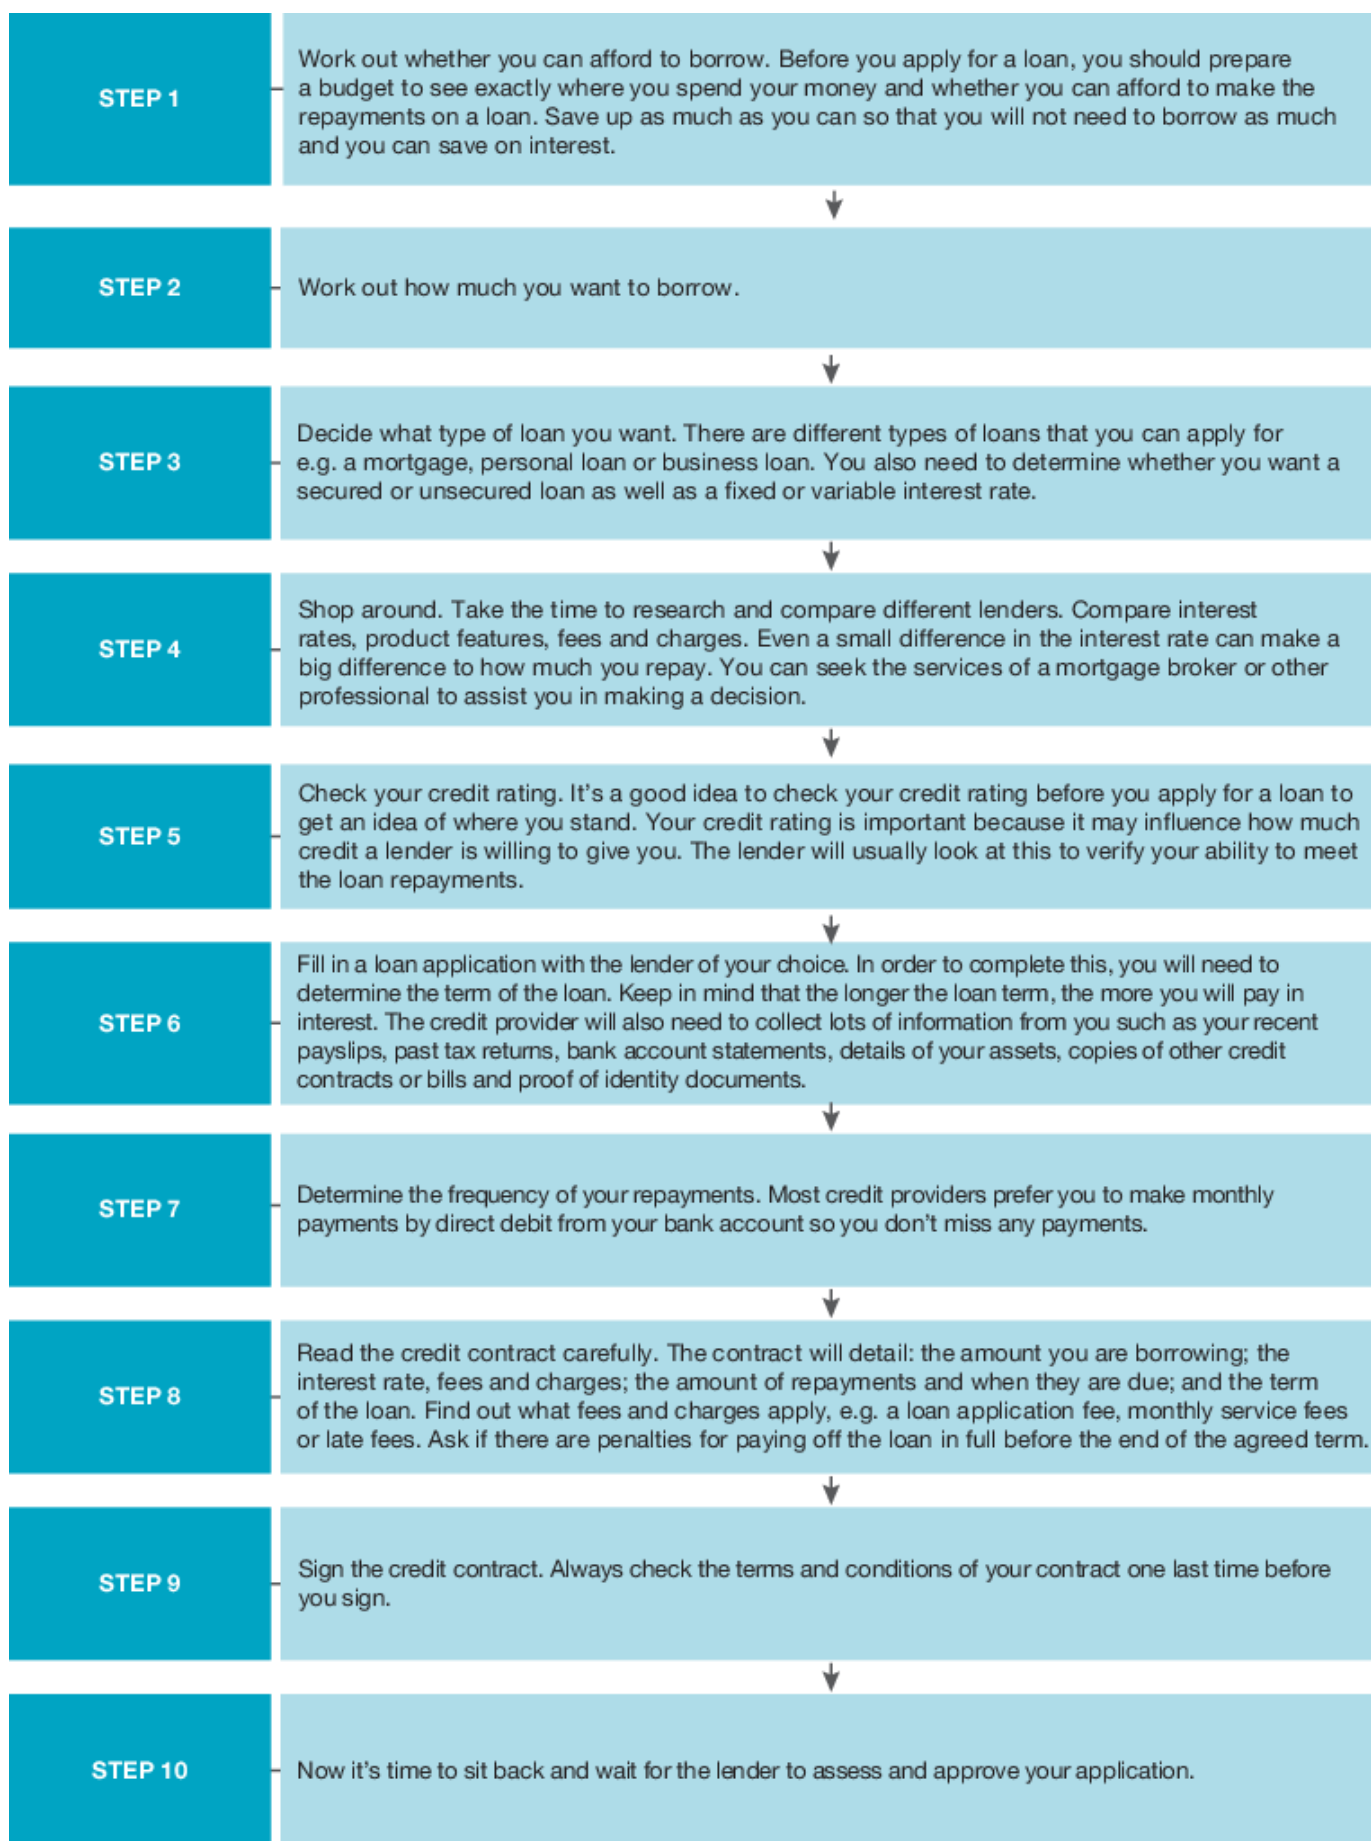 STEP 1
Work out whether you can afford to borrow. Before you apply for a loan, you should prepare
a budget to see exactly where you spend your money and whether you can afford to make the
repayments on a loan. Save up as much as you can so that you will not need to borrow as much
and you can save on interest.
STEP 2
Work out how much you want to borrow.
STEP 3
Decide what type of loan you want. There are different types of loans that you can apply for
e.g. a mortgage, personal loan or business loan. You also need to determine whether you want a
secured or unsecured loan as well as a fixed or variable interest rate.
STEP 4
Shop around. Take the time to research and compare different lenders. Compare interest
rates, product features, fees and charges. Even a small difference in the interest rate can make a
big difference to how much you repay. You can seek the services of a mortgage broker or other
professional to assist you in making a decision.
STEP 5
Check your credit rating. It's a good idea to check your credit rating before you apply for a loan to
get an idea of where you stand. Your credit rating is important because it may influence how much
credit a lender is willing to give you. The lender will usually look at this to verify your ability to meet
the loan repayments.
STEP 6
Fill in a loan application with the lender of your choice. In order to complete this, you will need to
determine the term of the loan. Keep in mind that the longer the loan term, the more you will pay in
interest. The credit provider will also need to collect lots of information from you such as your recent
payslips, past tax returns, bank account statements, details of your assets, copies of other credit
contracts or bills and proof of identity documents.
STEP 7
Determine the frequency of your repayments. Most credit providers prefer you to make monthly
payments by direct debit from your bank account so you don't miss any payments.
STEP 8
Read the credit contract carefully. The contract will detail: the amount you are borrowing; the
interest rate, fees and charges; the amount of repayments and when they are due; and the term
of the loan. Find out what fees and charges apply, e.g. a loan application fee, monthly service fees
or late fees. Ask if there are penalties for paying off the loan in full before the end of the agreed term.
STEP 9
Sign the credit contract. Always check the terms and conditions of your contract one last time before
you sign.
STEP 10
Now it's time to sit back and wait for the lender to assess and approve your application.